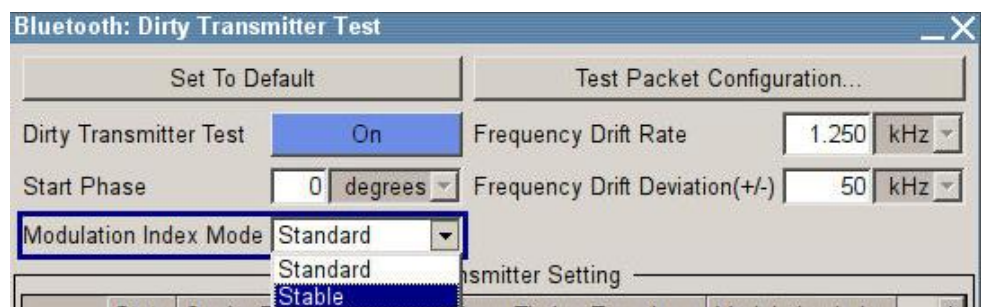 Bluetooth: Dirty Transmitter Test
Set To Default
Test Packet Configuration...
Dirty Transmitter Test On Frequency Drift Rate 1.250 kHz
Start Phase 0 degrees Frequency Drift Deviation(+/-) 50 kHz
Modulation Index Mode Standard
Standard
smitter Setting
Stable